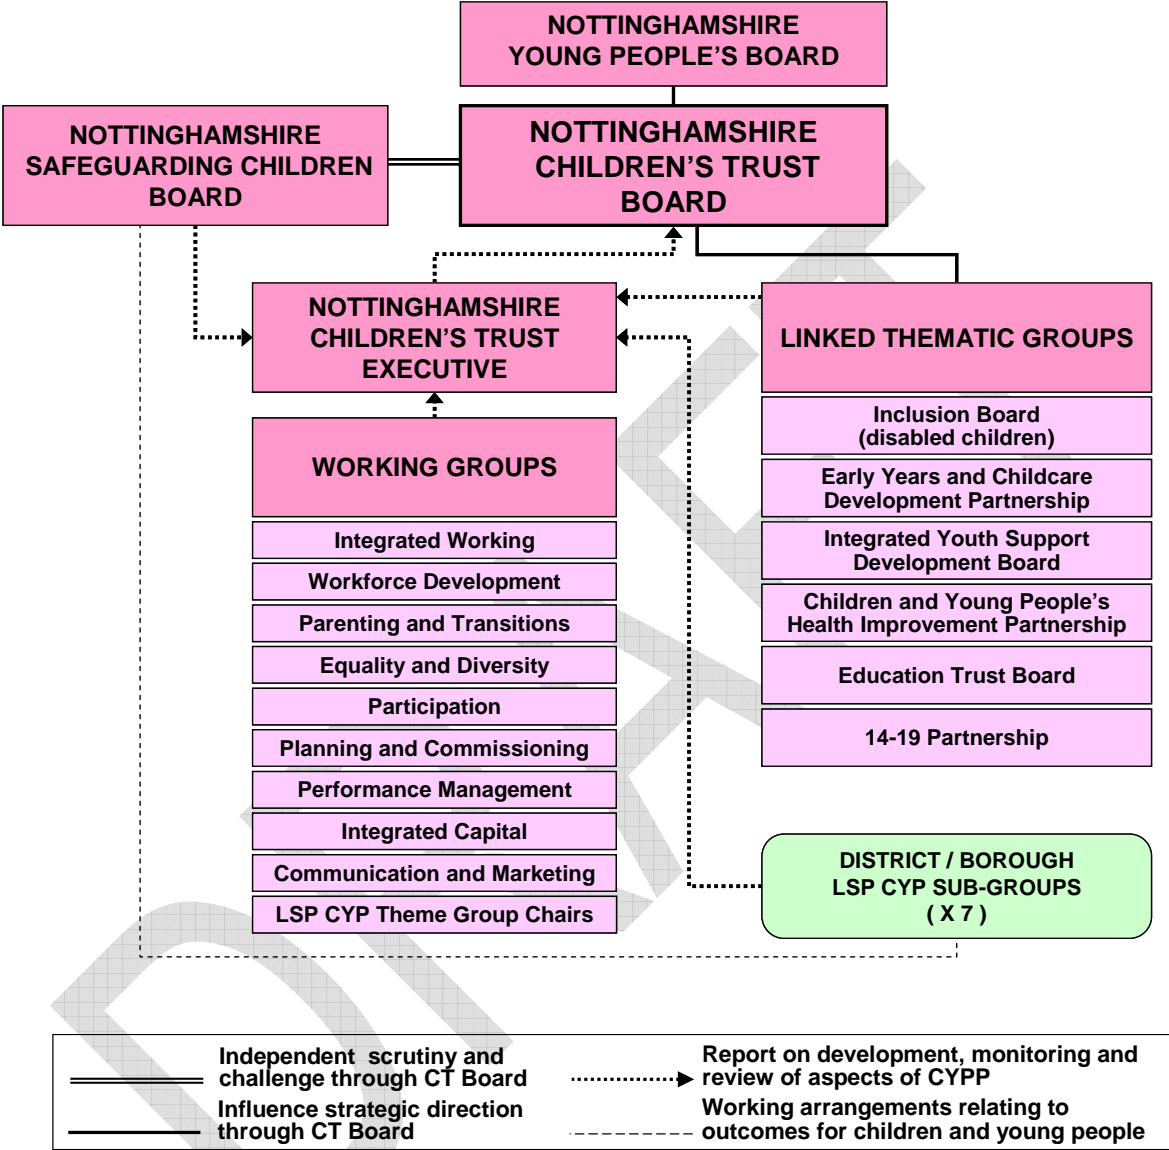 NOTTINGHAMSHIRE
YOUNG PEOPLE'S BOARD
NOTTINGHAMSHIRE
SAFEGUARDING CHILDREN
BOARD
NOTTINGHAMSHIRE
CHILDREN'S TRUST
BOARD
NOTTINGHAMSHIRE
CHILDREN'S TRUST
EXECUTIVE
LINKED THEMATIC GROUPS
WORKING GROUPS
Integrated Working
Workforce Development
Parenting and Transitions
Equality and Diversity
Participation
Planning and Commissioning
Performance Management
Integrated Capital
Communication and Marketing
LSP CYP Theme Group Chairs
Inclusion Board
(disabled children)
Early Years and Childcare
Development Partnership
Integrated Youth Support
Development Board
Children and Young People's
Health Improvement Partnership
Education Trust Board
14-19 Partnership
DISTRICT / BOROUGH
LSP CYP SUB-GROUPS
( X 7 )
Independent scrutiny and
challenge through CT Board
Influence strategic direction
through CT Board
Report on development, monitoring and
review of aspects of CYPP
Working arrangements relating to
outcomes for children and young people
DRAFT